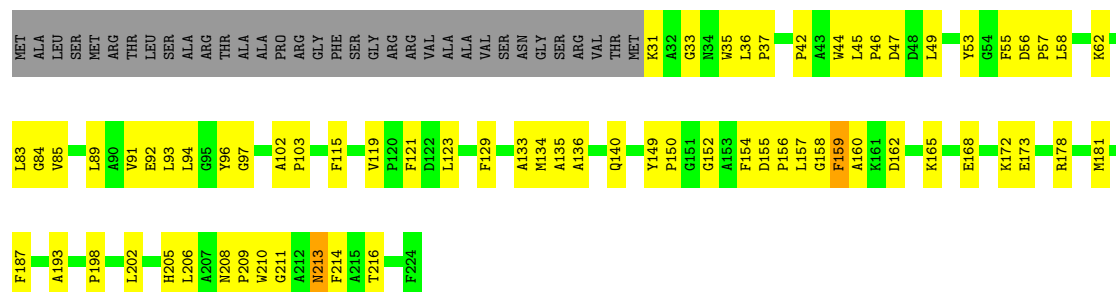 MET ALA LEU SER MET ARG THR LEU SER ALA ARG THR ALA ALA PRO ARG GLY PHE SER GLY ARG ARG VAL ALA ALA VAL SER ASN GLY SER ARG VAL THR MET K31 A32 G33 N34 W35 L36 P37 P42 A43 W44 L45 P46 D47 D48 L49 Y53 G54 F55 D56 P57 L58 K62
L83 G84 V85 L89 A90 V91 E92 L93 L94 G95 Y96 G97 A102 P103 F115 V119 P120 F121 D122 L123 F129 A133 M134 A135 A136 Q140 Y149 P150 G151 G152 A153 F154 D155 P156 L157 G158 F159 A160 K161 D162 K165 E168 K172 E173 R178 M181
F187 A193 P198 L202 H205 L206 A207 N208 P209 W210 G211 A212 N213 F214 A215 T216 F224